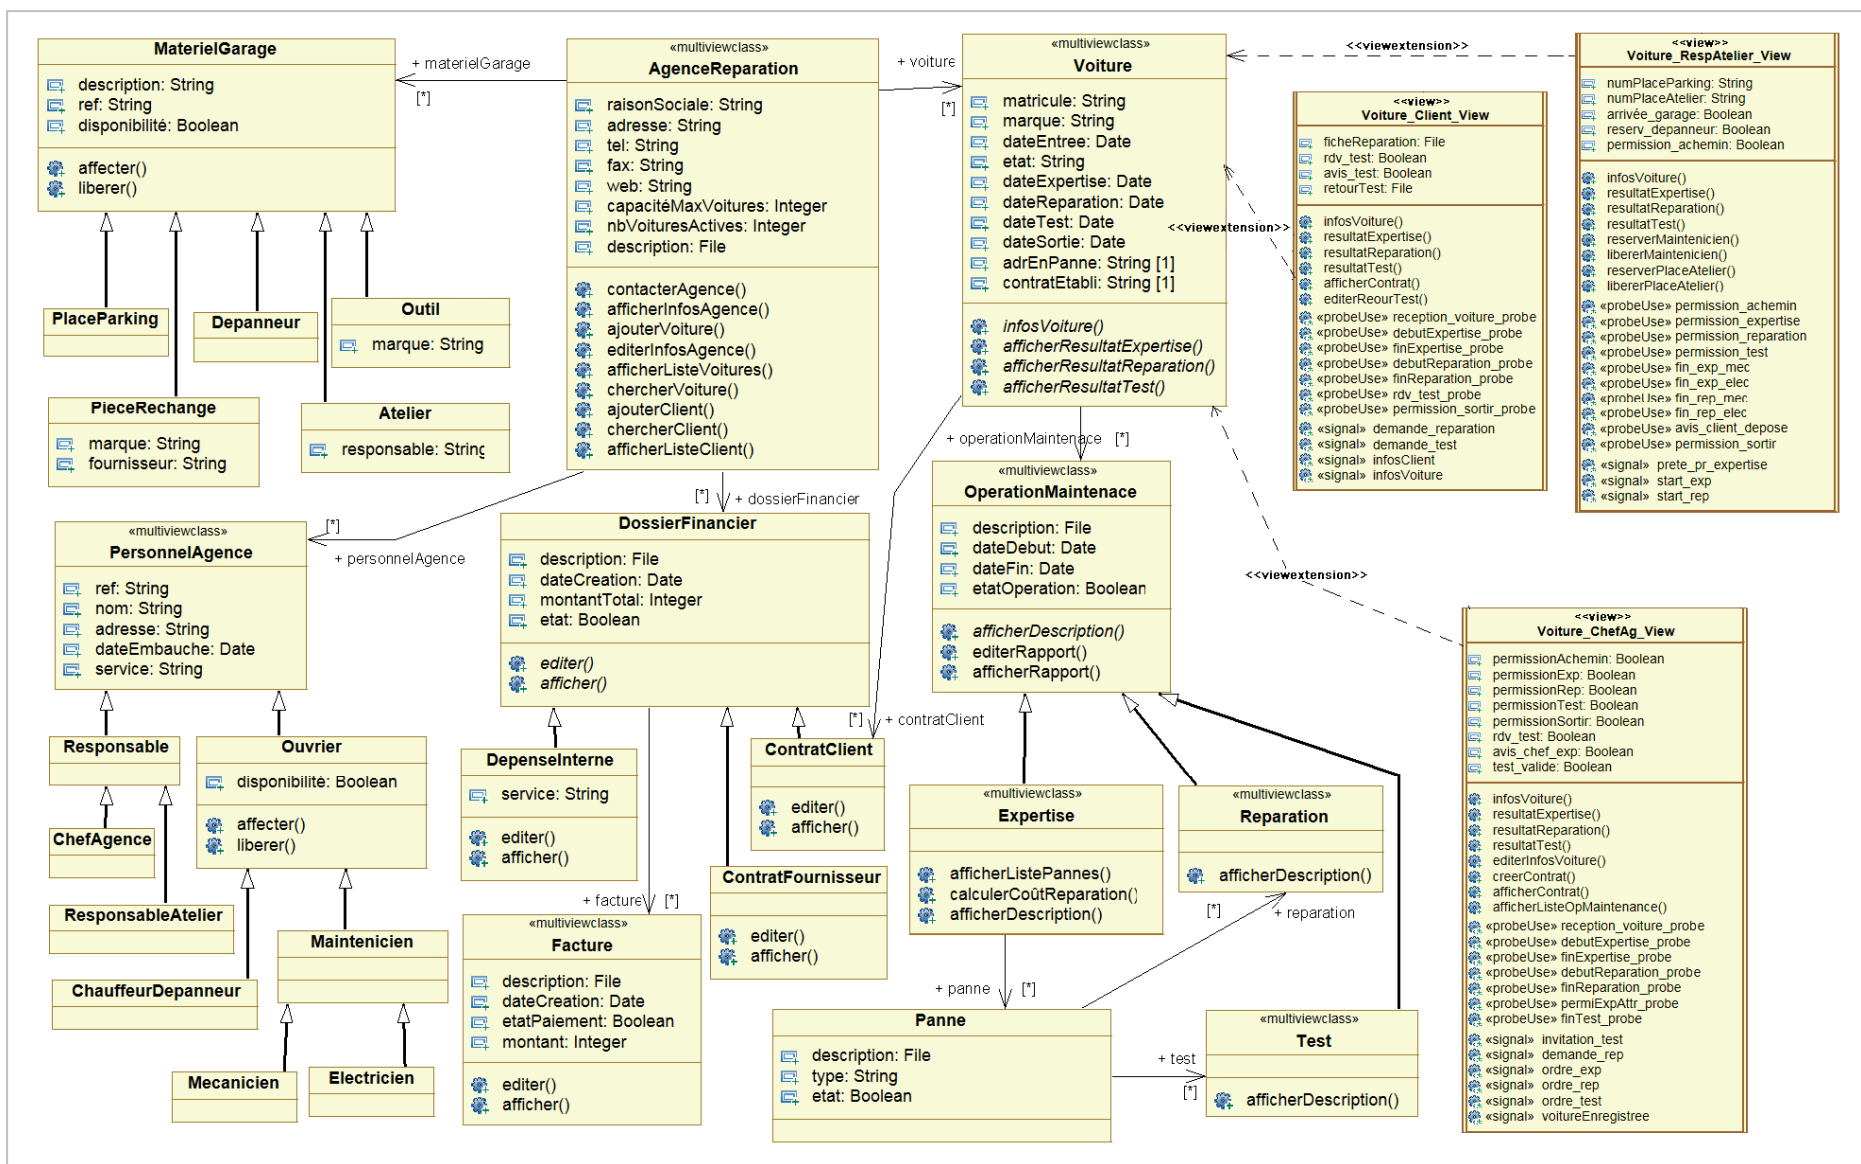 MaterielGarage
description: String
ref: String
disponibilité: Boolean
affecter()
liberer()
+ materielGarage
[*]
«multiviewclass»
AgenceReparation
raisonSociale: String
adresse: String
tel: String
fax: String
web: String
capacitéMaxVoitures: Integer
nbVoituresActives: Integer
description: File
contacterAgence()
afficherInfosAgence()
ajouterVoiture()
editerInfosAgence()
afficherListeVoitures()
chercherVoiture()
ajouterClient()
chercherClient()
afficherListeClient()
+ voiture
[*]
«multiviewclass»
Voiture
matricule: String
marque: String
dateEntree: Date
etat: String
dateExpertise: Date
dateReparation: Date
dateTest: Date
dateSortie: Date
adrEnPanne: String [1]
contratEtabli: String [1]
infosVoiture()
afficherResultatExpertise()
afficherResultatReparation()
afficherResultatTest()
<<viewextension>>
<<viewextension>>
<<viewextension>>
<<view>>
Voiture_Client_View
ficheReparation: File
rdv_test: Boolean
avis_test: Boolean
retourTest: File
infosVoiture()
resultatExpertise()
resultatReparation()
resultatTest()
afficherContrat()
editerReourTest()
«probeUse» reception_voiture_probe
«probeUse» debutExpertise_probe
«probeUse» finExpertise_probe
«probeUse» debutReparation_probe
«probeUse» finReparation_probe
«probeUse» rdv_test_probe
«probeUse» permission_sortir_probe
«signal» demande_reparation
«signal» demande_test
«signal» infosClient
«signal» infosVoiture
<<view>>
Voiture_RespAtelier_View
numPlaceParking: String
numPlaceAtelier: String
arrivée_garage: Boolean
reserv_depanneur: Boolean
permission_achemin: Boolean
infosVoiture()
resultatExpertise()
resultatReparation()
resultatTest()
reserverMaintenicien()
libererMaintenicien()
reserverPlaceAtelier()
libererPlaceAtelier()
«probeUse» permission_achemin
«probeUse» permission_expertise
«probeUse» permission_reparation
«probeUse» permission_test
«probeUse» fin_exp_mec
«probeUse» fin_exp_elec
«probeUse» fin_rep_mec
«probeUse» fin_rep_elec
«probeUse» avis_client_depose
«probeUse» permission_sortir
«signal» prete_pr_expertise
«signal» start_exp
«signal» start_rep
PlaceParking
Depanneur
Outil
marque: String
PieceRechange
marque: String
fournisseur: String
Atelier
responsable: String
[*]
+ personnelAgence
[*]
+ dossierFinancier
+ operationMaintenace
[*]
«multiviewclass»
PersonnelAgence
ref: String
nom: String
adresse: String
dateEmbauche: Date
service: String
DossierFinancier
description: File
dateCreation: Date
montantTotal: Integer
etat: Boolean
editer()
afficher()
«multiviewclass»
OperationMaintenace
description: File
dateDebut: Date
dateFin: Date
etatOperation: Boolean
afficherDescription()
editerRapport()
afficherRapport()
<<view>>
Voiture_ChefAg_View
permissionAchemin: Boolean
permissionExp: Boolean
permissionRep: Boolean
permissionTest: Boolean
permissionSortir: Boolean
rdv_test: Boolean
avis_chef_exp: Boolean
test_valide: Boolean
infosVoiture()
resultatExpertise()
resultatReparation()
resultatTest()
editerInfosVoiture()
creerContrat()
afficherContrat()
afficherListeOpMaintenance()
«probeUse» reception_voiture_probe
«probeUse» debutExpertise_probe
«probeUse» finExpertise_probe
«probeUse» debutReparation_probe
«probeUse» finReparation_probe
«probeUse» permiExpAttr_probe
«probeUse» finTest_probe
«signal» invitation_test
«signal» demande_rep
«signal» ordre_exp
«signal» ordre_rep
«signal» ordre_test
«signal» voitureEnregistree
Responsable
Ouvrier
disponibilité: Boolean
affecter()
liberer()
ChefAgence
ResponsableAtelier
ChauffeurDepanneur
Maintenicien
Mecanicien
Electricien
DepenseInterne
service: String
editer()
afficher()
[*]
+ contratClient
ContratClient
editer()
afficher()
ContratFournisseur
editer()
afficher()
+ facture
[*]
«multiviewclass»
Facture
description: File
dateCreation: Date
etatPaiement: Boolean
montant: Integer
editer()
afficher()
«multiviewclass»
Expertise
afficherListePannes()
calculerCoûtReparation()
afficherDescription()
«multiviewclass»
Reparation
afficherDescription()
[*]
+ reparation
+ panne
[*]
Panne
description: File
type: String
etat: Boolean
+ test
[*]
«multiviewclass»
Test
afficherDescription()